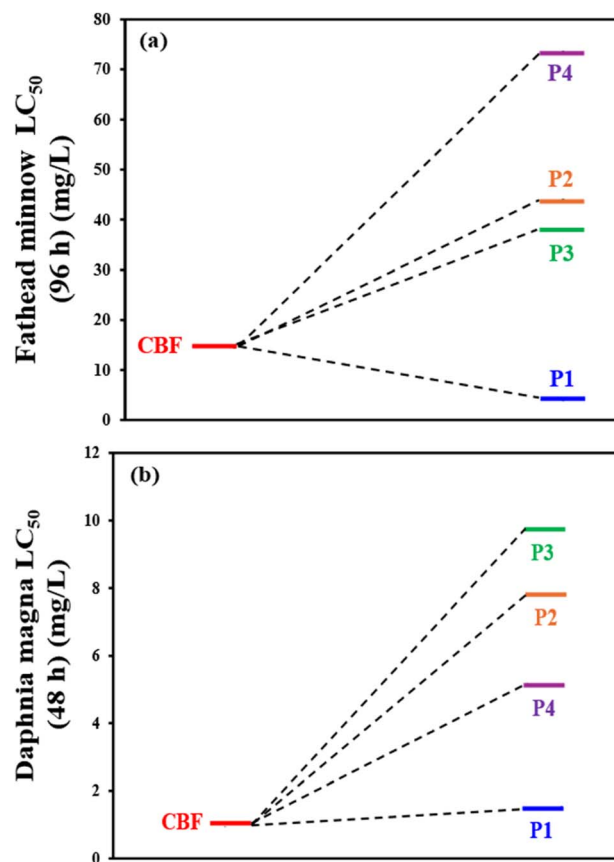 (a)
Fathead minnow LC50
(96 h) (mg/L)
80
70
60
50
40
30
20
10
0
P4
P2
P3
CBF
P1
(b)
Daphnia magna LC50
(48 h) (mg/L)
12
10
8
6
4
2
0
P3
P2
P4
CBF
P1